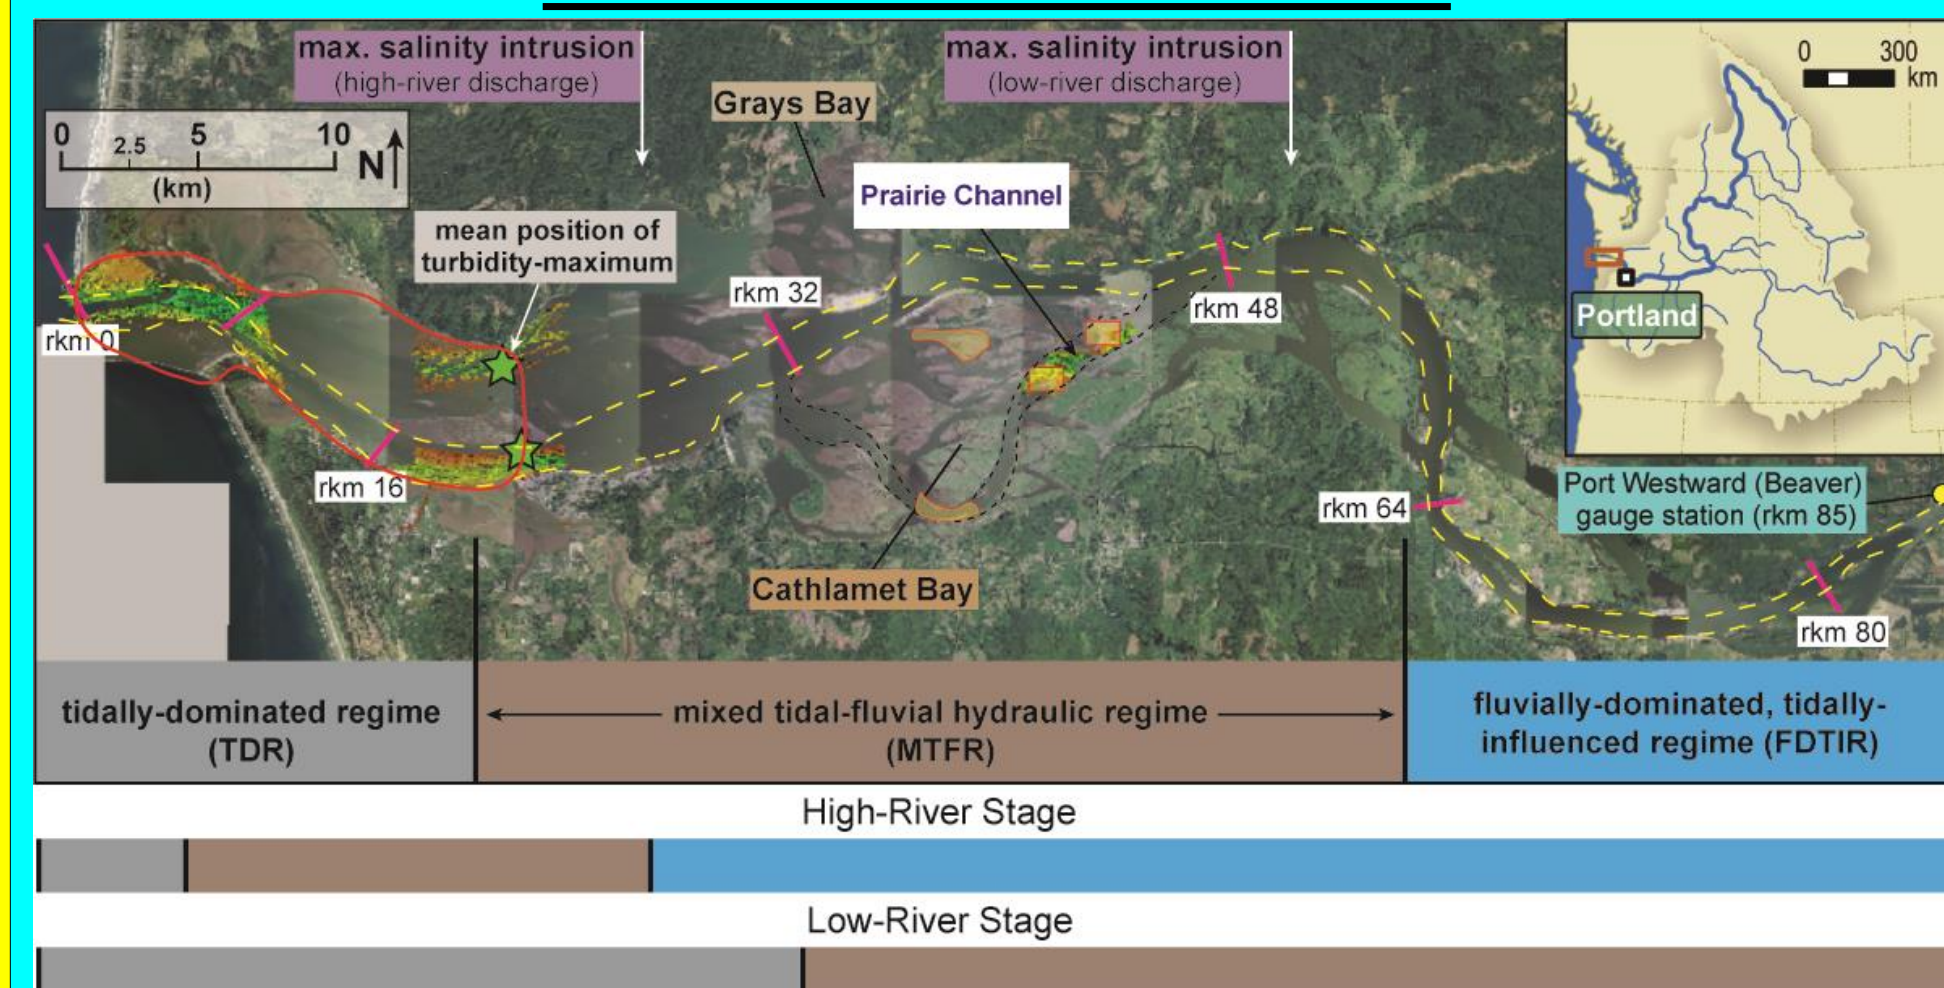 max. salinity intrusion
(high-river discharge)
max. salinity intrusion
(low-river discharge)
0 300
km
Grays Bay
0 2.5 5 10
(km)
N
Prairie Channel
mean position of
turbidity-maximum
rkm 32
rkm 48
Portland
rkm 0
rkm 16
rkm 64
Port Westward (Beaver)
gauge station (rkm 85)
Cathlamet Bay
rkm 80
tidally-dominated regime
(TDR)
mixed tidal-fluvial hydraulic regime
(MTFR)
fluvially-dominated, tidally-
influenced regime (FDTIR)
High-River Stage
Low-River Stage